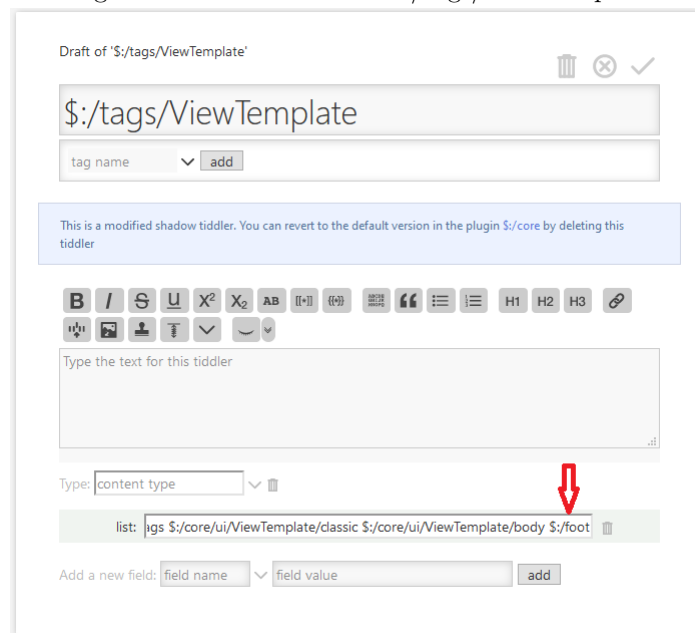 Draft of '$:/tags/ViewTemplate'
$:/tags/ViewTemplate
tag name add
This is a modified shadow tiddler. You can revert to the default version in the plugin $:/core by deleting this
tiddler
B I S U X² X₂ AB [[•]] {{•}} H1 H2 H3
Type the text for this tiddler
Type: content type
list: ags $:/core/ui/ViewTemplate/classic $:/core/ui/ViewTemplate/body $:/foot
Add a new field: field name field value add